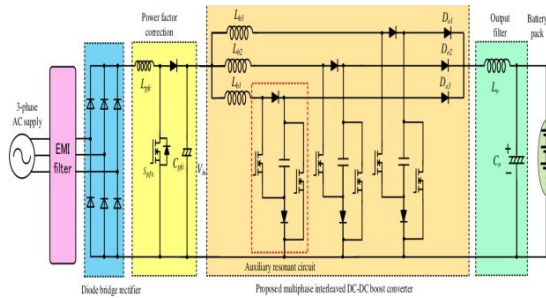 Power factor
correction
Output
filter
Battery
pack
3-phase
AC supply
EMI
filter
Lb3
Lb2
Lb1
Do1
Do2
Do3
Lpfc
Spfc
Cpfc
Lo
Co
+
−
Auxiliary resonant circuit
Diode bridge rectifier
Proposed multiphase interleaved DC-DC boost converter